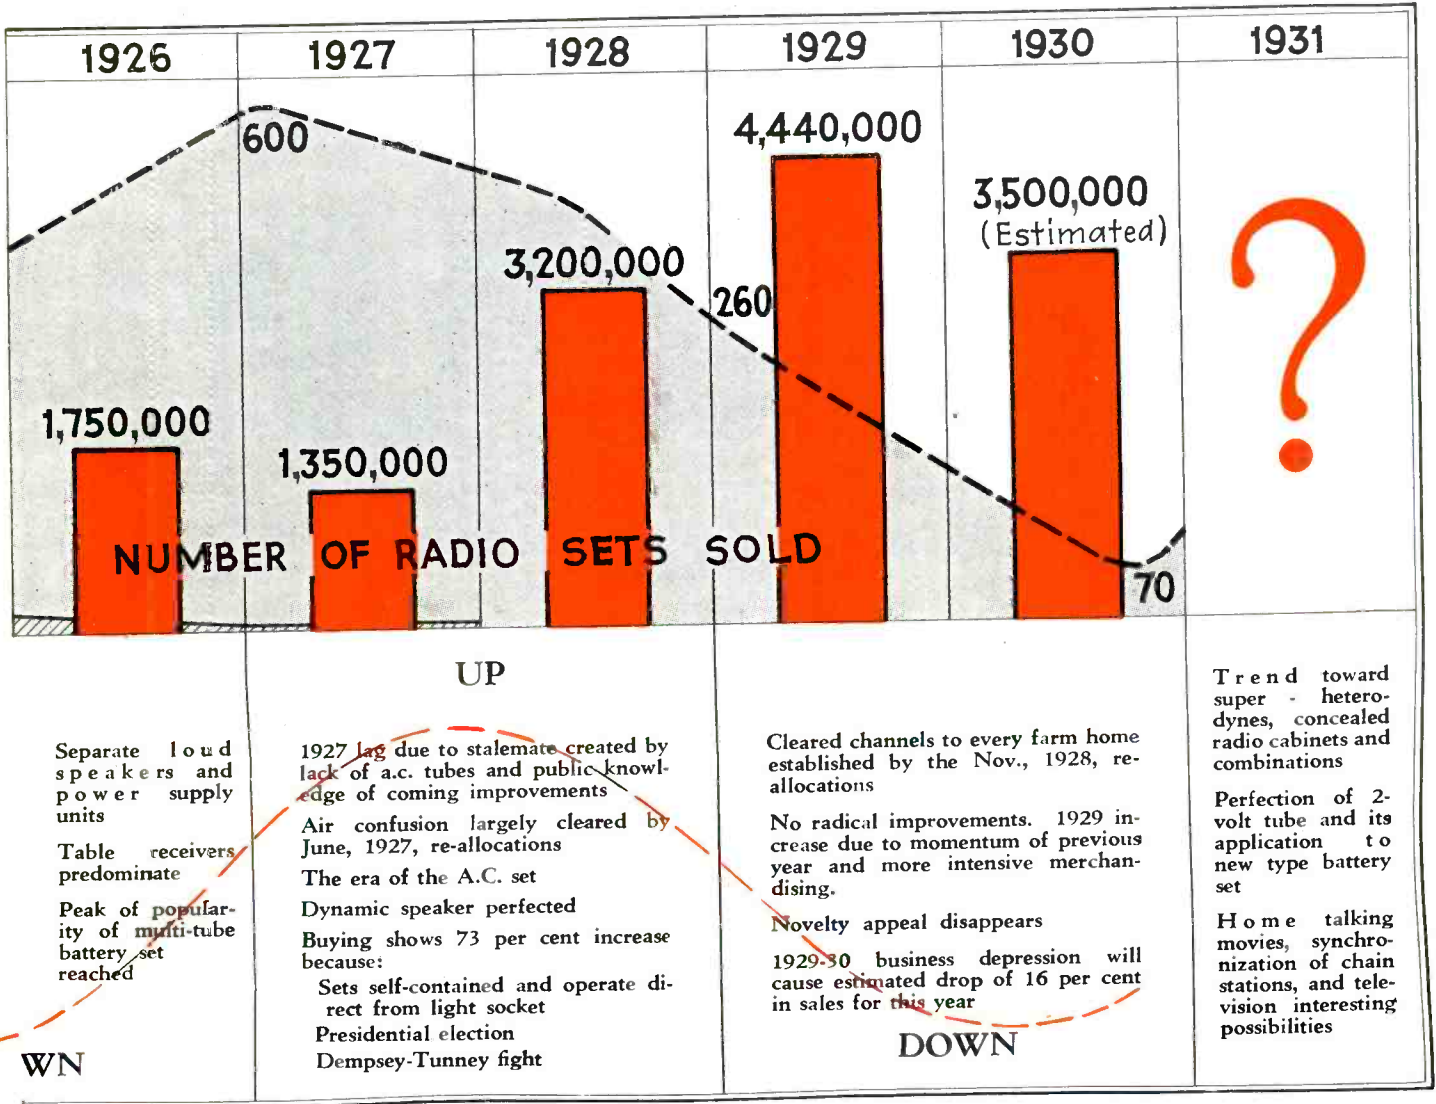 1926 1927 1928 1929 1930 1931
600
4,440,000
3,500,000
(Estimated)
3,200,000
260
1,750,000
1,350,000
NUMBER OF RADIO SETS SOLD
70
UP
Separate loud
speakers and
power supply
units
Table receivers
predominate
Peak of popular-
ity of multi-tube
battery set
reached
WN
1927 lag due to stalemate created by
lack of a.c. tubes and public knowl-
edge of coming improvements
Air confusion largely cleared by
June, 1927, re-allocations
The era of the A.C. set
Dynamic speaker perfected
Buying shows 73 per cent increase
because:
Sets self-contained and operate di-
rect from light socket
Presidential election
Dempsey-Tunney fight
Cleared channels to every farm home
established by the Nov., 1928, re-
allocations
No radical improvements. 1929 in-
crease due to momentum of previous
year and more intensive merchan-
dising.
Novelty appeal disappears
1929-30 business depression will
cause estimated drop of 16 per cent
in sales for this year
DOWN
?
Trend toward
super - hetero-
dynes, concealed
radio cabinets and
combinations
Perfection of 2-
volt tube and its
application to
new type battery
set
Home talking
movies, synchro-
nization of chain
stations, and tele-
vision interesting
possibilities